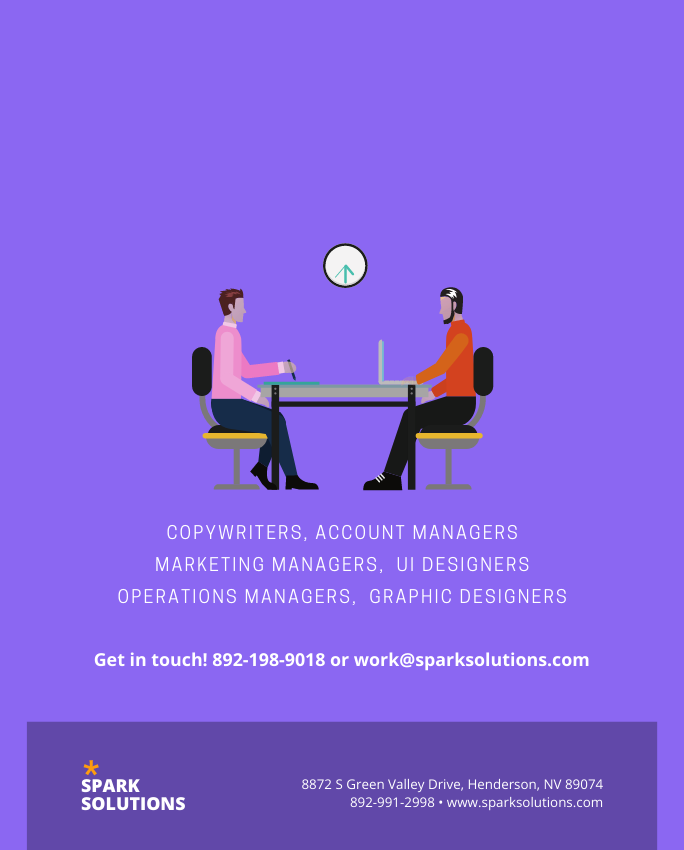 COPYWRITERS, ACCOUNT MANAGERS
MARKETING MANAGERS, UI DESIGNERS
OPERATIONS MANAGERS, GRAPHIC DESIGNERS
Get in touch! 892-198-9018 or work@sparksolutions.com
* SPARK
SOLUTIONS
8872 S Green Valley Drive, Henderson, NV 89074
892-991-2998 • www.sparksolutions.com